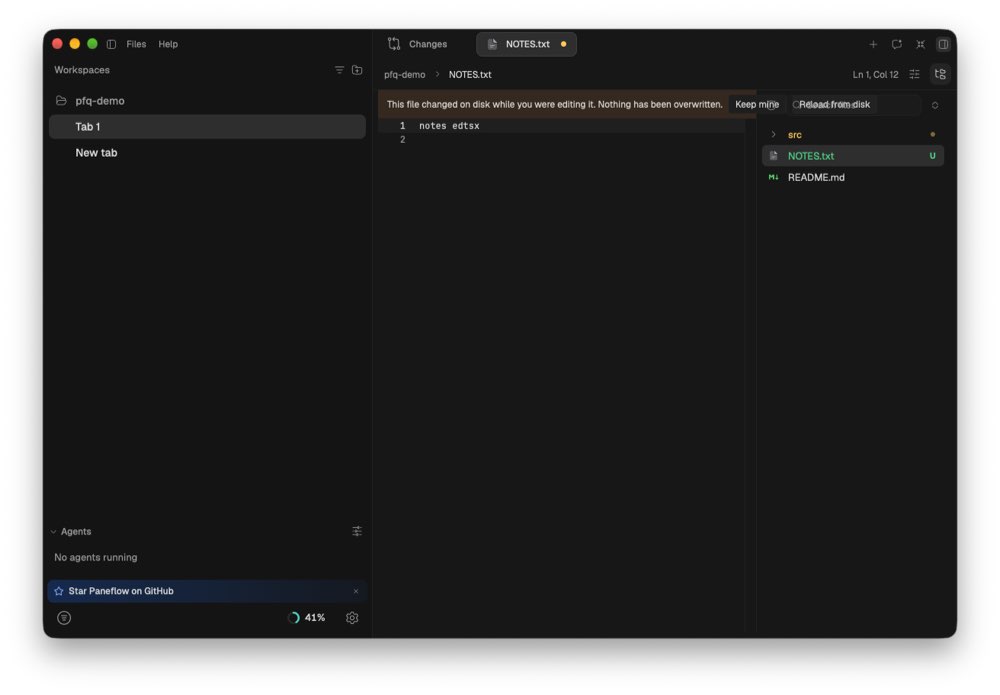 Files Help
Changes
NOTES.txt
Workspaces
pfq-demo > NOTES.txt
Ln 1, Col 12
pfq-demo
Tab 1
New tab
This file changed on disk while you were editing it. Nothing has been overwritten.
Keep mine
Reload from disk
1 notes edtsx
2
src
NOTES.txt U
M↓ README.md
Agents
No agents running
Star Paneflow on GitHub
41%